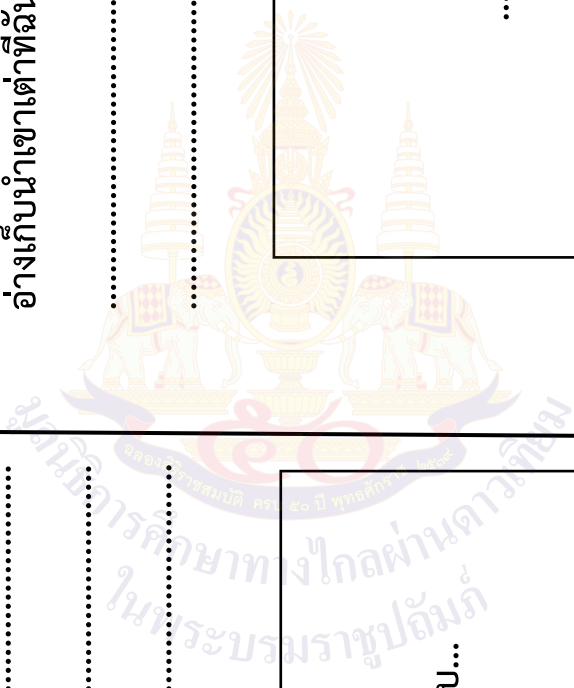 อ่างเก็บน้ำเขาเต่าที่ฉัน
ฉลองสิริราชสมบัติ ครบ ๕๐ ปี พุทธศักราช ๒๕๓๙
มูลนิธิการศึกษาทางไกลผ่านดาวเทียม
ในพระบรมราชูปถัมภ์